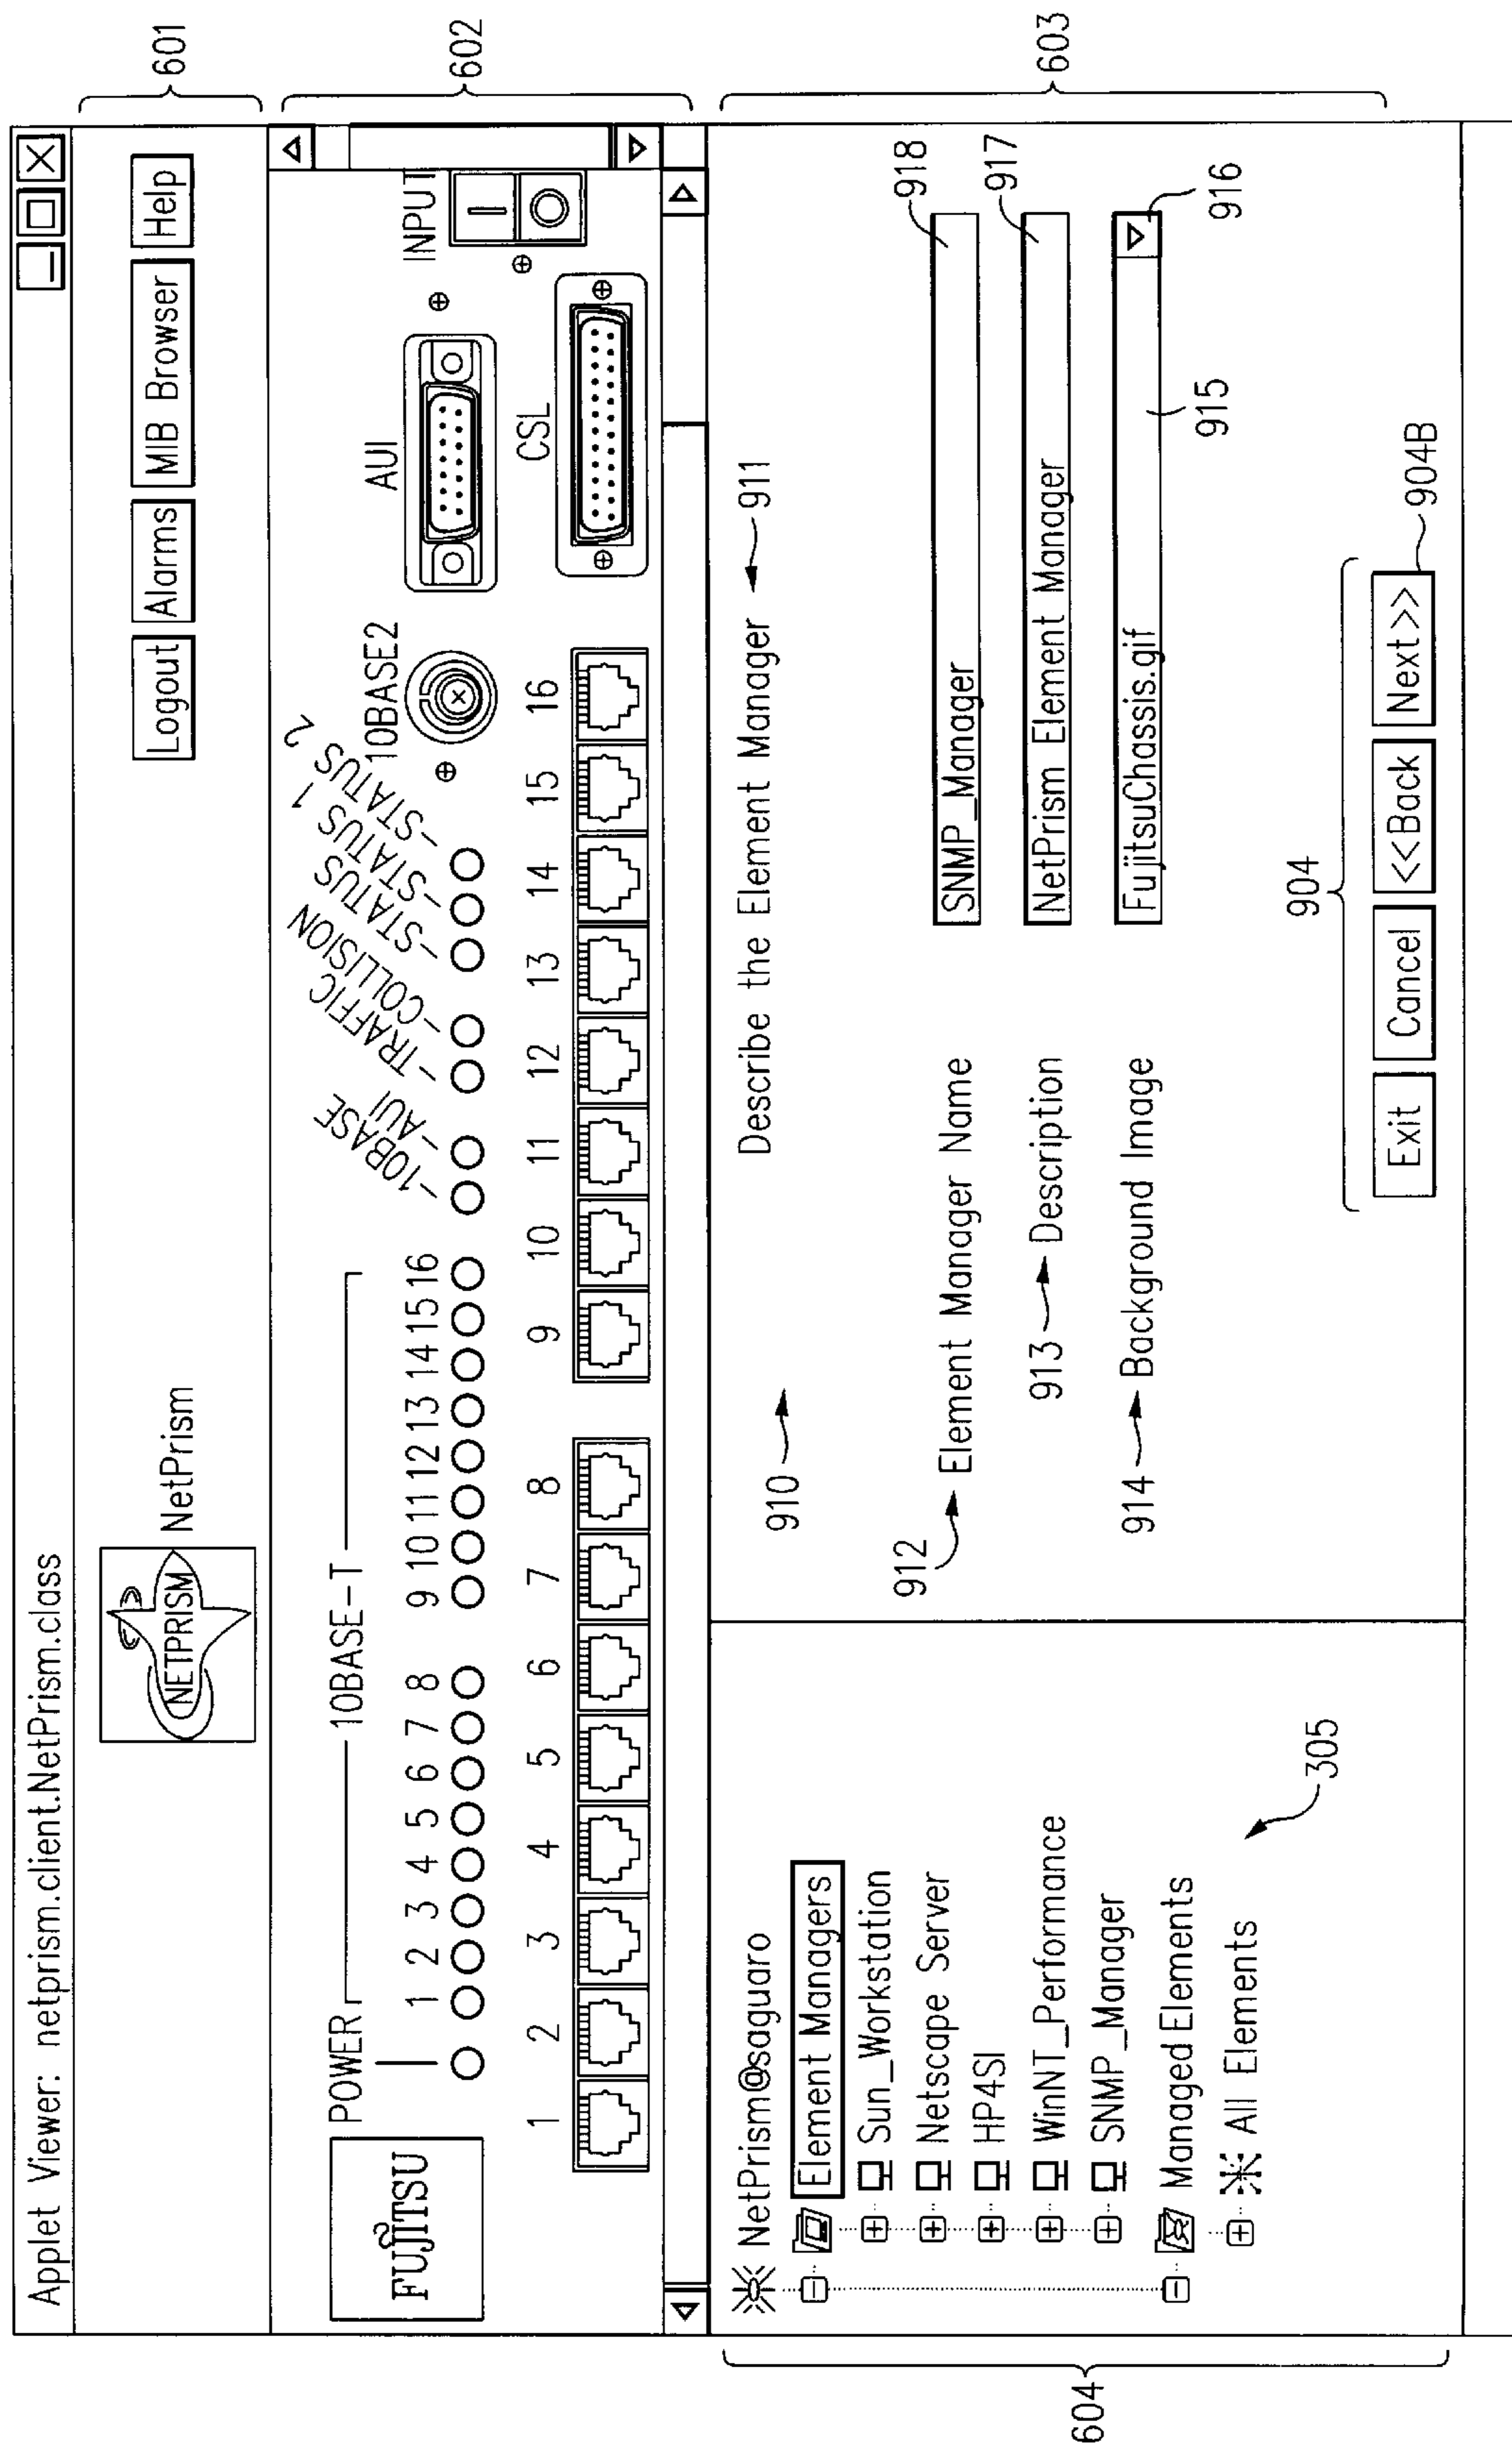 Applet Viewer: netprism.client.NetPrism.class
NETPRISM
NetPrism
Logout
Alarms
MIB Browser
Help
601
FUJITSU
POWER
10BASE-T
1 2 3 4 5 6 7 8
9 10 11 12 13 14 15 16
-10BASE
-AUI
-TRAFFIC
-COLLISION
-STATUS
-STATUS 1
-STATUS 2
10BASE2
AUI
INPUT
CSL
1 2 3 4 5 6 7 8
9 10 11 12 13 14 15 16
602
NetPrism@saguaro
Element Managers
Sun_Workstation
Netscape Server
HP4SI
WinNT_Performance
SNMP_Manager
Managed Elements
All Elements
305
604
910
Describe the Element Manager
911
912
Element Manager Name
SNMP_Manager
918
913
Description
NetPrism Element Manager
917
914
Background Image
FujitsuChassis.gif
915
916
904
Exit
Cancel
<<Back
Next>>
904B
603